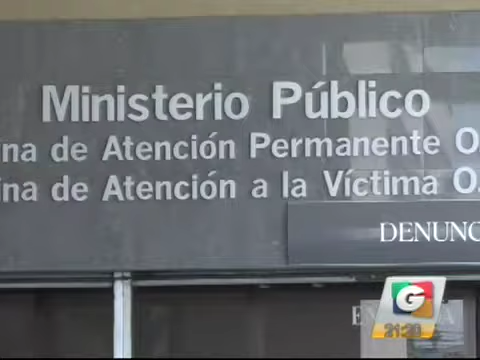 Ministerio Público
ina de Atención Permanente O
ina de Atención a la Víctima O.
DENUNC
G
21:20